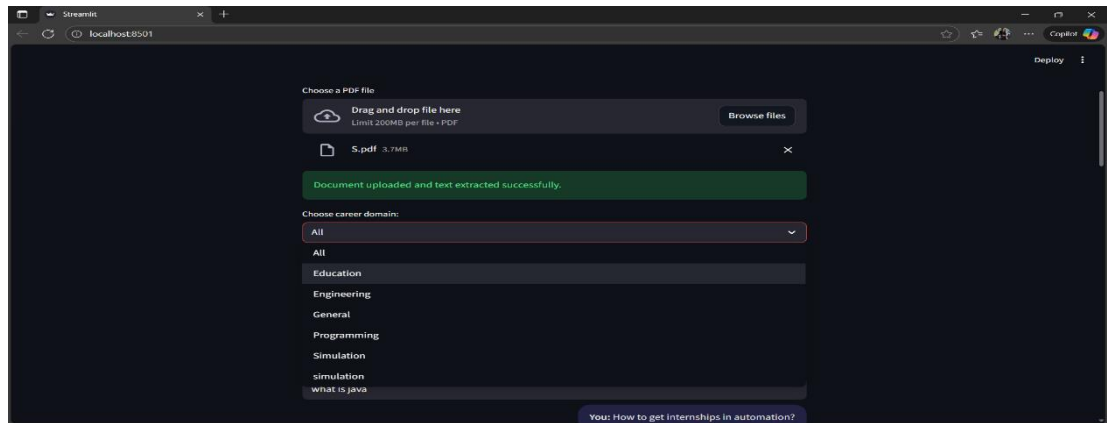 Streamlit
localhost:8501
Copilot
Deploy
Choose a PDF file
Drag and drop file here
Limit 200MB per file • PDF
Browse files
S.pdf 3.7MB
Document uploaded and text extracted successfully.
Choose career domain:
All
All
Education
Engineering
General
Programming
Simulation
simulation
what is java
You: How to get internships in automation?